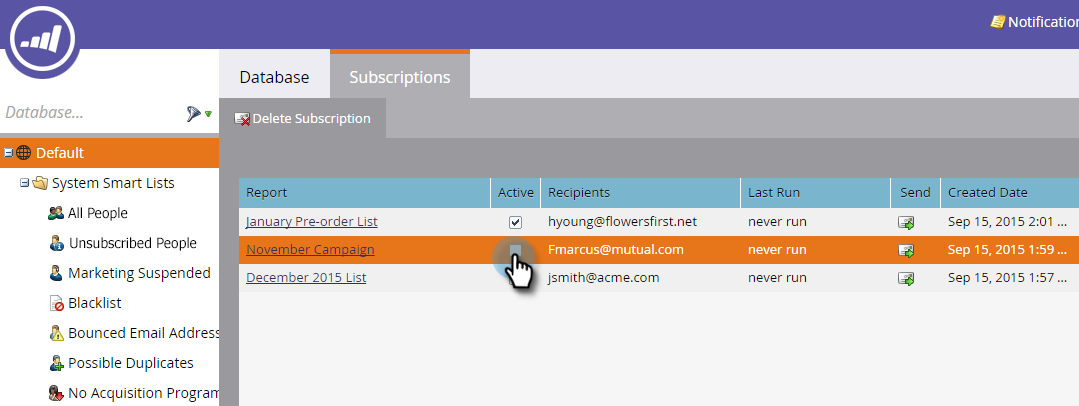 Notification
Database Subscriptions
Database...
Delete Subscription
Default
System Smart Lists
All People
Unsubscribed People
Marketing Suspended
Blacklist
Bounced Email Address
Possible Duplicates
No Acquisition Program
Report Active Recipients Last Run Send Created Date
January Pre-order List hyoung@flowersfirst.net never run Sep 15, 2015 2:01 ...
November Campaign Fmarcus@mutual.com never run Sep 15, 2015 1:59 ...
December 2015 List jsmith@acme.com never run Sep 15, 2015 1:57 ...